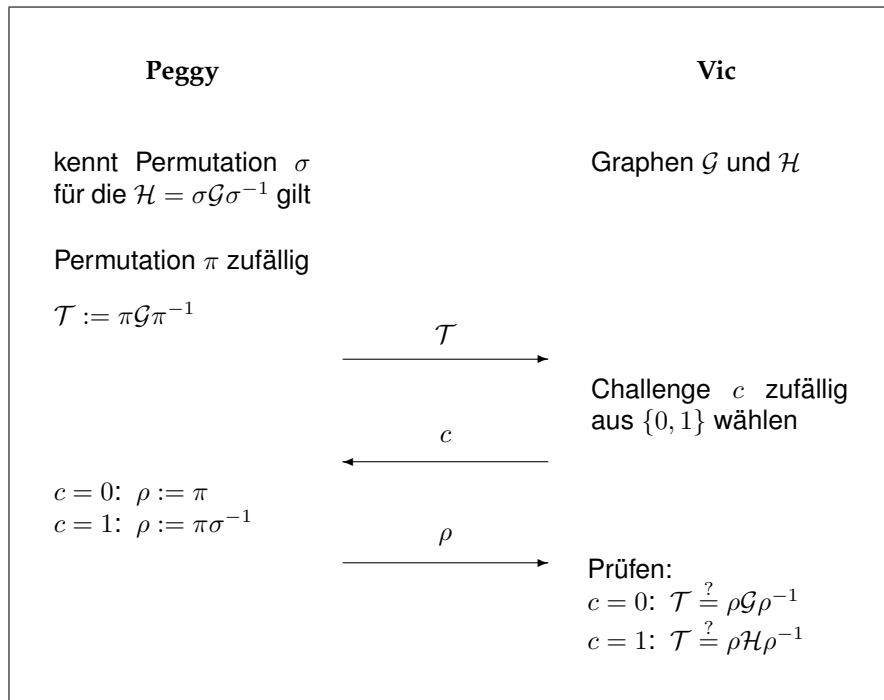 Peggy
Vic
kennt Permutation σ
für die ℋ = σ𝒢σ⁻¹ gilt
Graphen 𝒢 und ℋ
Permutation π zufällig
𝒯 := π𝒢π⁻¹
𝒯
Challenge c zufällig
aus {0, 1} wählen
c
c = 0: ρ := π
c = 1: ρ := πσ⁻¹
ρ
Prüfen:
c = 0: 𝒯 ≟ ρ𝒢ρ⁻¹
c = 1: 𝒯 ≟ ρℋρ⁻¹